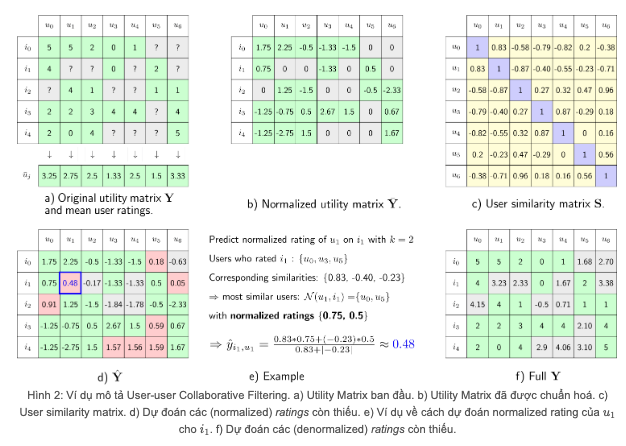 u0 u1 u2 u3 u4 u5 u6
i0 5 5 2 0 1 ? ?
i1 4 ? ? 0 ? 2 ?
i2 ? 4 1 ? ? 1 1
i3 2 2 3 4 4 ? 4
i4 2 0 4 ? ? ? 5
↓ ↓ ↓ ↓ ↓ ↓ ↓
ūj 3.25 2.75 2.5 1.33 2.5 1.5 3.33
a) Original utility matrix Y
and mean user ratings.
u0 u1 u2 u3 u4 u5 u6
i0 1.75 2.25 -0.5 -1.33 -1.5 0 0
i1 0.75 0 0 -1.33 0 0.5 0
i2 0 1.25 -1.5 0 0 -0.5 -2.33
i3 -1.25 -0.75 0.5 2.67 1.5 0 0.67
i4 -1.25 -2.75 1.5 0 0 0 1.67
b) Normalized utility matrix Ȳ.
u0 u1 u2 u3 u4 u5 u6
u0 1 0.83 -0.58 -0.79 -0.82 0.2 -0.38
u1 0.83 1 -0.87 -0.40 -0.55 -0.23 -0.71
u2 -0.58 -0.87 1 0.27 0.32 0.47 0.96
u3 -0.79 -0.40 0.27 1 0.87 -0.29 0.18
u4 -0.82 -0.55 0.32 0.87 1 0 0.16
u5 0.2 -0.23 0.47 -0.29 0 1 0.56
u6 -0.38 -0.71 0.96 0.18 0.16 0.56 1
c) User similarity matrix S.
u0 u1 u2 u3 u4 u5 u6
i0 1.75 2.25 -0.5 -1.33 -1.5 0.18 -0.63
i1 0.75 0.48 -0.17 -1.33 -1.33 0.5 0.05
i2 0.91 1.25 -1.5 -1.84 -1.78 -0.5 -2.33
i3 -1.25 -0.75 0.5 2.67 1.5 0.59 0.67
i4 -1.25 -2.75 1.5 1.57 1.56 1.59 1.67
d) Ŷ
Predict normalized rating of u1 on i1 with k = 2
Users who rated i1 : {u0, u3, u5}
Corresponding similarities: {0.83, -0.40, -0.23}
⇒ most similar users: N(u1, i1) = {u0, u5}
with normalized ratings {0.75, 0.5}
⇒ ŷi1,u1 = 0.83*0.75+(−0.23)*0.5 / 0.83+|−0.23| ≈ 0.48
e) Example
u0 u1 u2 u3 u4 u5 u6
i0 5 5 2 0 1 1.68 2.70
i1 4 3.23 2.33 0 1.67 2 3.38
i2 4.15 4 1 -0.5 0.71 1 1
i3 2 2 3 4 4 2.10 4
i4 2 0 4 2.9 4.06 3.10 5
f) Full Y
Hình 2: Ví dụ mô tả User-user Collaborative Filtering. a) Utility Matrix ban đầu. b) Utility Matrix đã được chuẩn hoá. c)
User similarity matrix. d) Dự đoán các (normalized) ratings còn thiếu. e) Ví dụ về cách dự đoán normalized rating của u1
cho i1. f) Dự đoán các (denormalized) ratings còn thiếu.